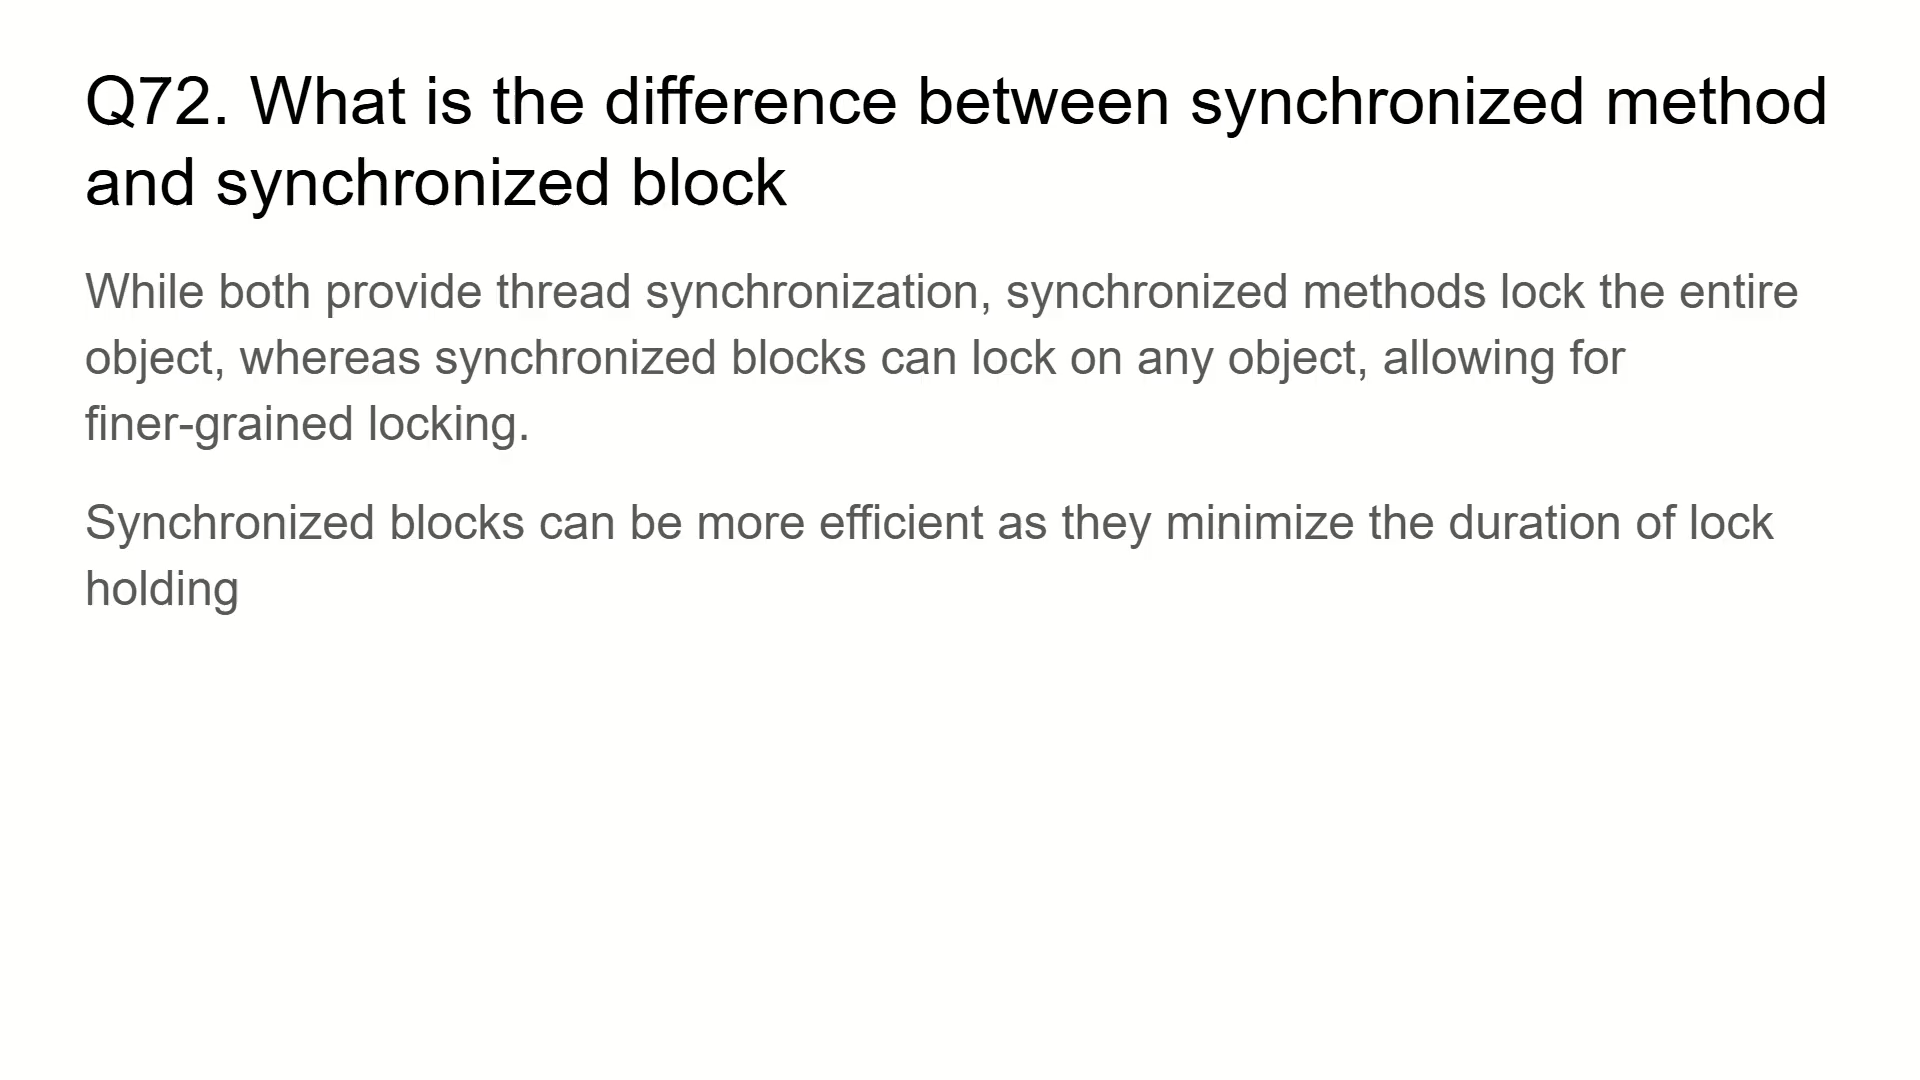 Q72. What is the difference between synchronized method
and synchronized block
While both provide thread synchronization, synchronized methods lock the entire
object, whereas synchronized blocks can lock on any object, allowing for
finer-grained locking.
Synchronized blocks can be more efficient as they minimize the duration of lock
holding